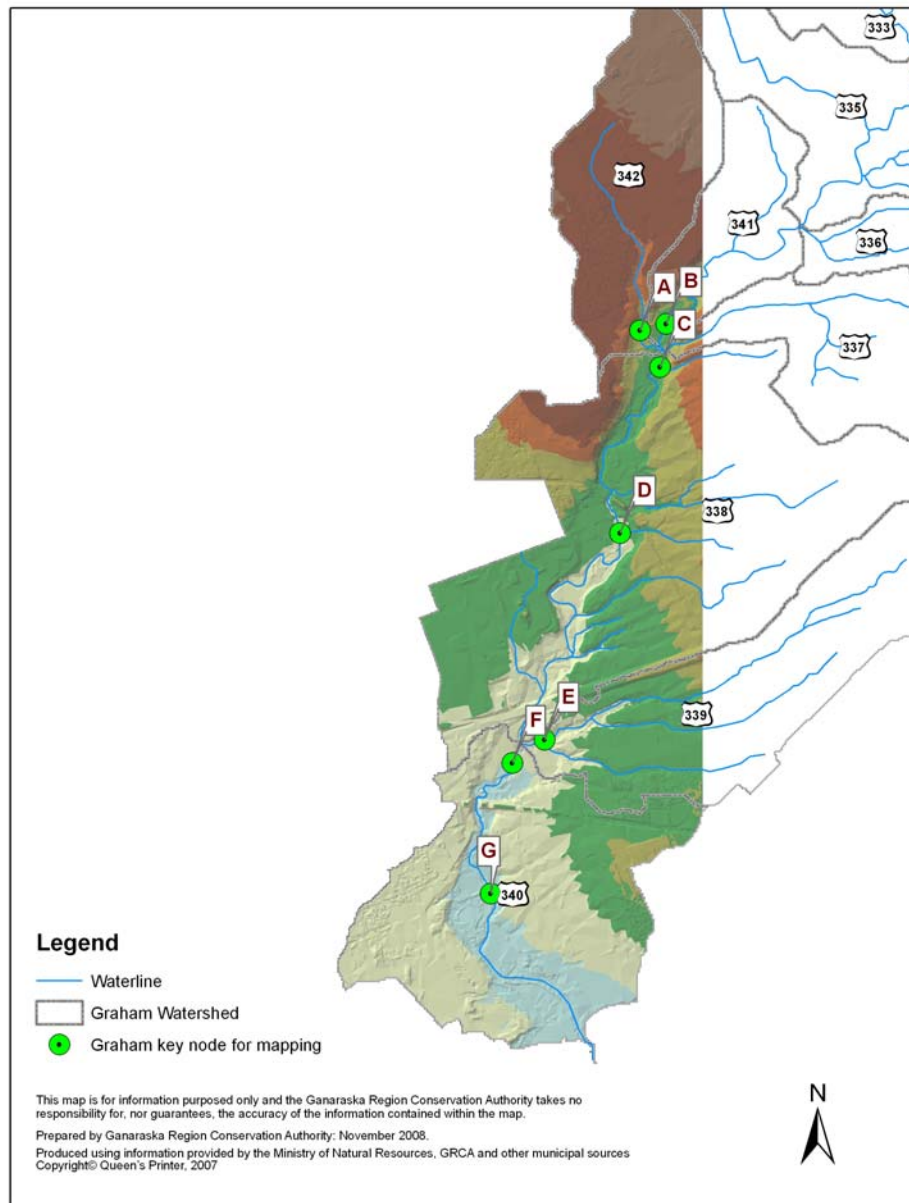 333
335
342
341
336
B
A
C
337
D
338
E
339
F
G
340
Legend
Waterline
Graham Watershed
Graham key node for mapping
This map is for information purposed only and the Ganaraska Region Conservation Authority takes no
responsibility for, nor guarantees, the accuracy of the information contained within the map.
Prepared by Ganaraska Region Conservation Authority: November 2008.
Produced using information provided by the Ministry of Natural Resources, GRCA and other municipal sources
Copyright© Queen's Printer, 2007
N